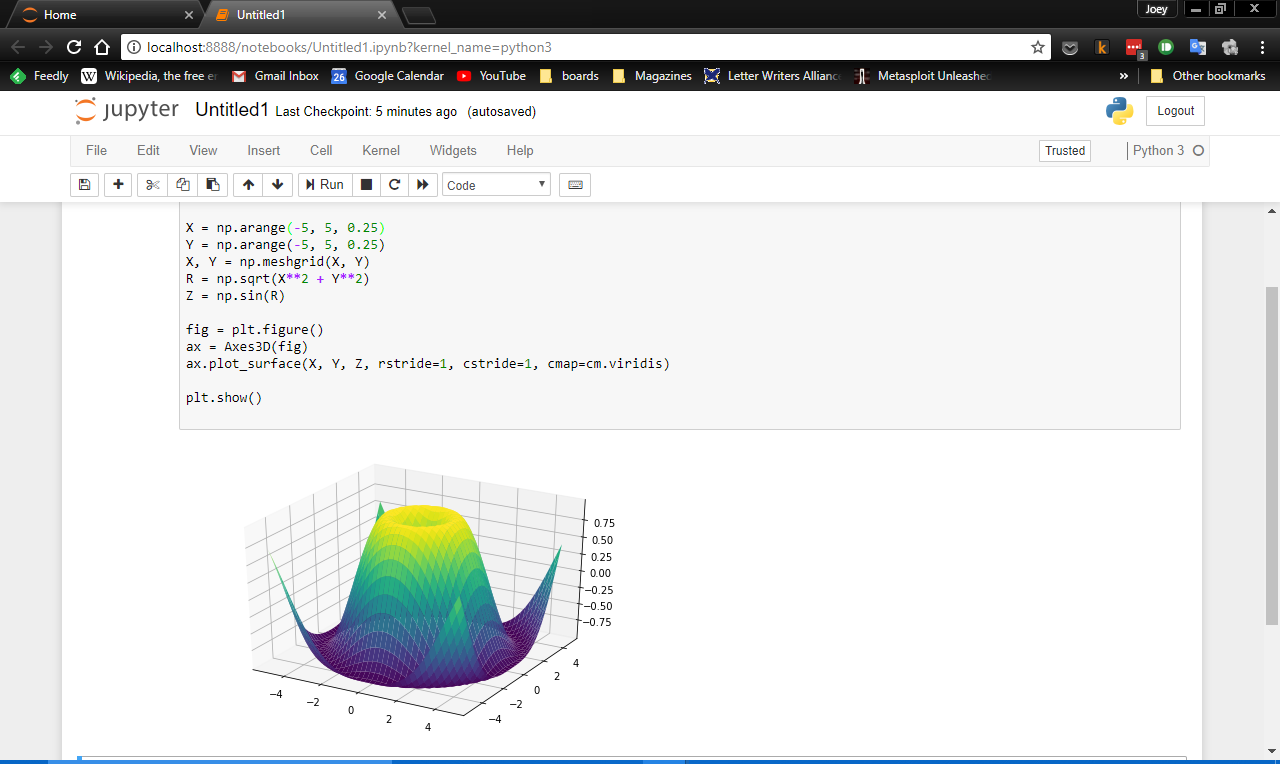 Home
Untitled1
Joey
localhost:8888/notebooks/Untitled1.ipynb?kernel_name=python3
3
Feedly
W Wikipedia, the free
Gmail Inbox
26 Google Calendar
YouTube
boards
Magazines
Letter Writers
Metasploit
» Other bookmarks
jupyter Untitled1 Last Checkpoint: 5 minutes ago (autosaved)
Logout
File Edit View Insert Cell Kernel Widgets Help
Trusted
Python 3
Run
Code
X = np.arange(-5, 5, 0.25)
Y = np.arange(-5, 5, 0.25)
X, Y = np.meshgrid(X, Y)
R = np.sqrt(X**2 + Y**2)
Z = np.sin(R)
fig = plt.figure()
ax = Axes3D(fig)
ax.plot_surface(X, Y, Z, rstride=1, cstride=1, cmap=cm.viridis)
plt.show()
0.75
0.50
0.25
0.00
−0.25
−0.50
−0.75
−4
−2
0
2
4
−4
−2
0
2
4